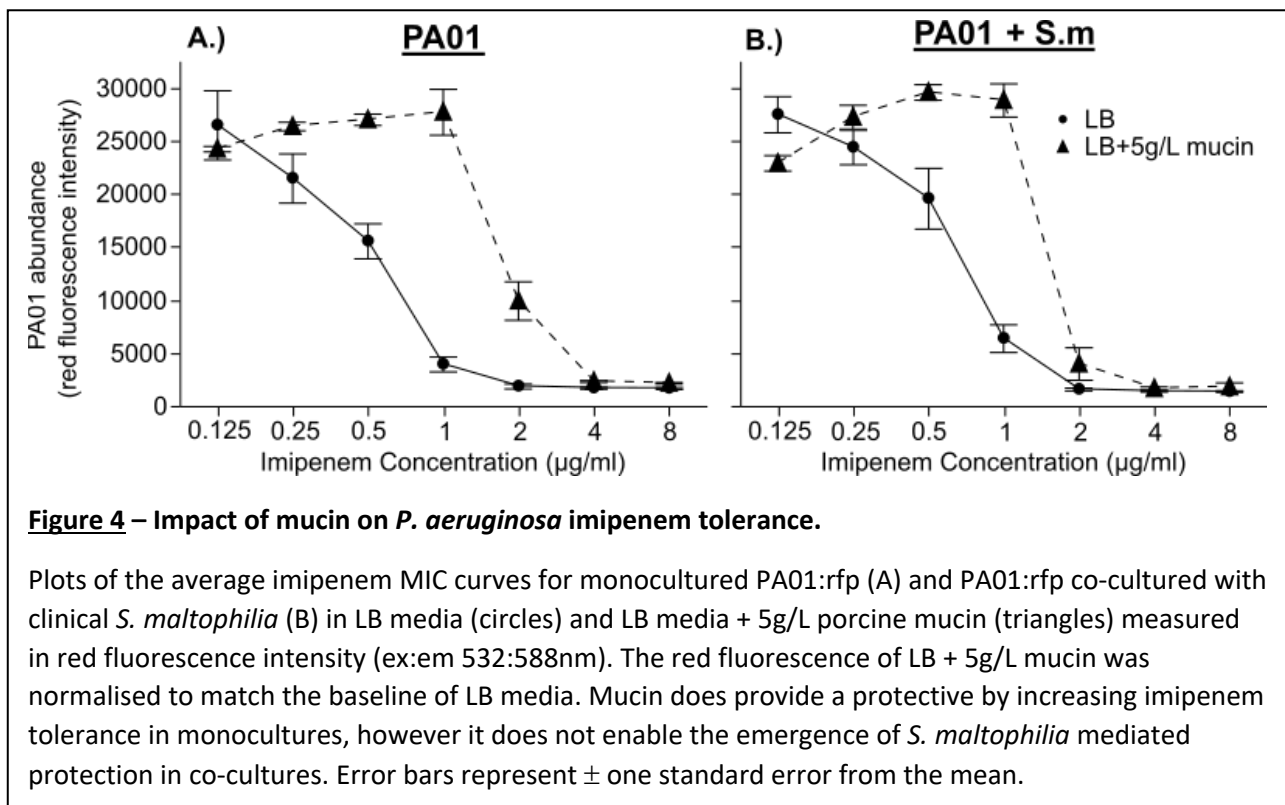 A.) PA01
B.) PA01 + S.m
PA01 abundance
(red fluorescence intensity)
30000
25000
20000
15000
10000
5000
0
0.125 0.25 0.5 1 2 4 8
Imipenem Concentration (µg/ml)
LB
LB+5g/L mucin
0.125 0.25 0.5 1 2 4 8
Imipenem Concentration (µg/ml)
Figure 4 – Impact of mucin on P. aeruginosa imipenem tolerance.
Plots of the average imipenem MIC curves for monocultured PA01:rfp (A) and PA01:rfp co-cultured with
clinical S. maltophilia (B) in LB media (circles) and LB media + 5g/L porcine mucin (triangles) measured
in red fluorescence intensity (ex:em 532:588nm). The red fluorescence of LB + 5g/L mucin was
normalised to match the baseline of LB media. Mucin does provide a protective by increasing imipenem
tolerance in monocultures, however it does not enable the emergence of S. maltophilia mediated
protection in co-cultures. Error bars represent ± one standard error from the mean.